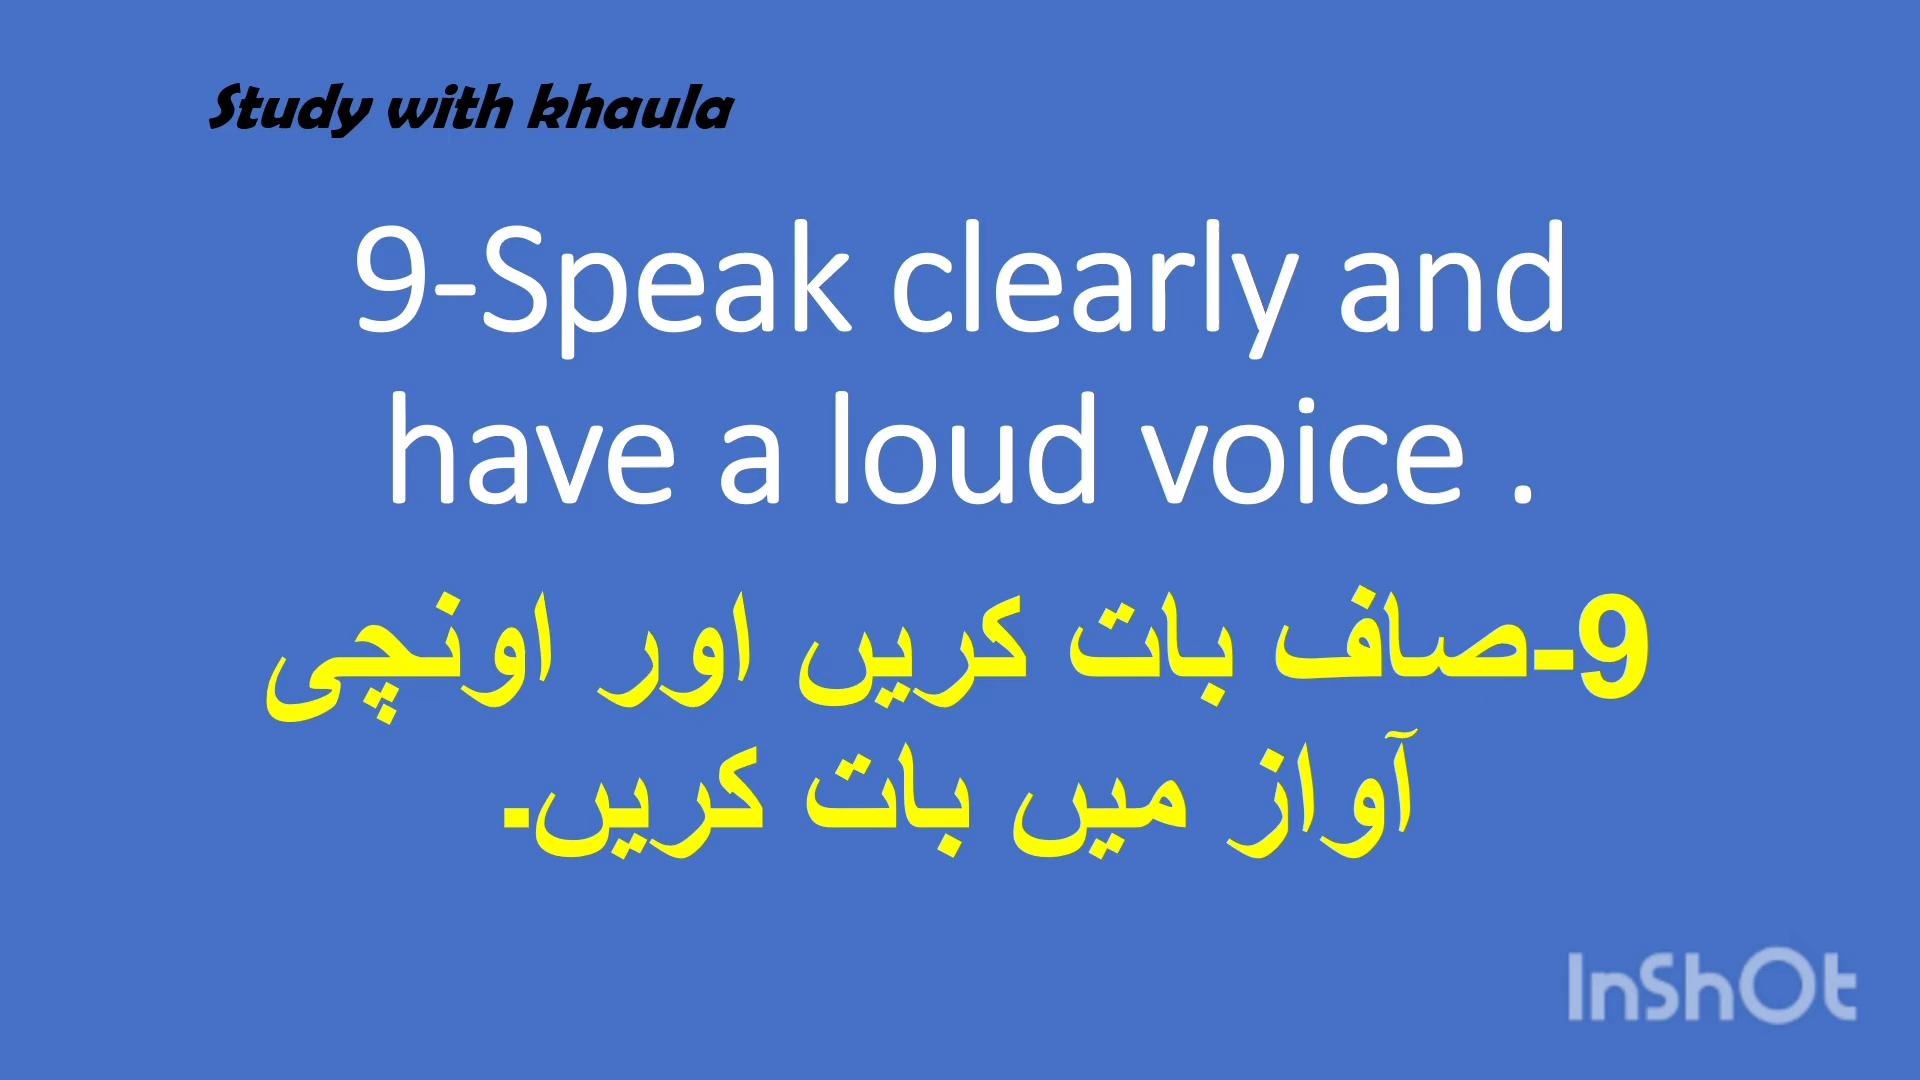 Study with khaula
9-Speak clearly and
have a loud voice .
9-صاف بات کریں اور اونچی
آواز میں بات کریں.
InShOt